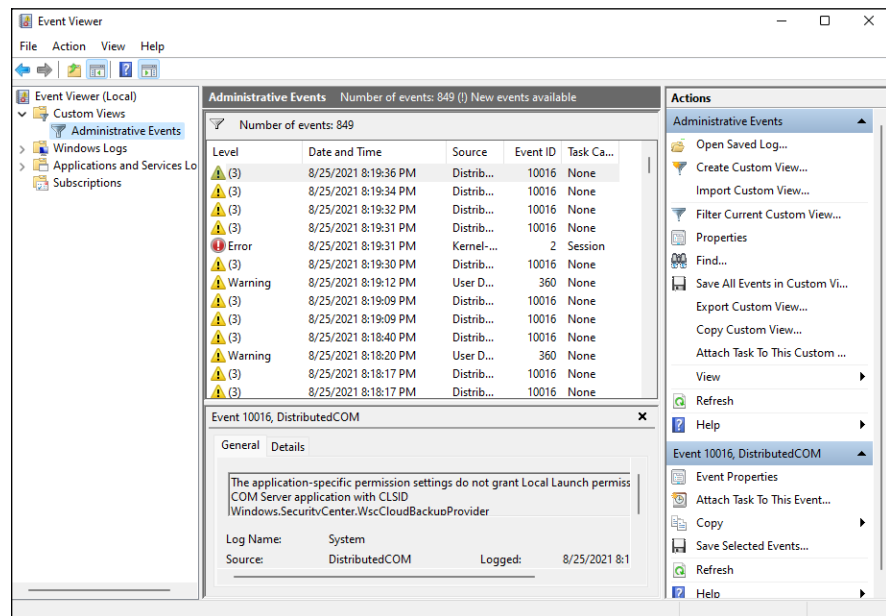 Event Viewer
File Action View Help
Event Viewer (Local)
Custom Views
Administrative Events
Windows Logs
Applications and Services Lo
Subscriptions
Administrative Events Number of events: 849 (!) New events available
Number of events: 849
Level Date and Time Source Event ID Task Ca...
(3) 8/25/2021 8:19:36 PM Distrib... 10016 None
(3) 8/25/2021 8:19:34 PM Distrib... 10016 None
(3) 8/25/2021 8:19:32 PM Distrib... 10016 None
(3) 8/25/2021 8:19:31 PM Distrib... 10016 None
Error 8/25/2021 8:19:31 PM Kernel-... 2 Session
(3) 8/25/2021 8:19:30 PM Distrib... 10016 None
Warning 8/25/2021 8:19:12 PM User D... 360 None
(3) 8/25/2021 8:19:09 PM Distrib... 10016 None
(3) 8/25/2021 8:19:09 PM Distrib... 10016 None
(3) 8/25/2021 8:18:40 PM Distrib... 10016 None
Warning 8/25/2021 8:18:20 PM User D... 360 None
(3) 8/25/2021 8:18:17 PM Distrib... 10016 None
(3) 8/25/2021 8:18:17 PM Distrib... 10016 None
Event 10016, DistributedCOM
General Details
The application-specific permission settings do not grant Local Launch permiss
COM Server application with CLSID
Windows.SecurityCenter.WscCloudBackupProvider
Log Name: System
Source: DistributedCOM Logged: 8/25/2021 8:1
Actions
Administrative Events
Open Saved Log...
Create Custom View...
Import Custom View...
Filter Current Custom View...
Properties
Find...
Save All Events in Custom Vi...
Export Custom View...
Copy Custom View...
Attach Task To This Custom ...
View
Refresh
Help
Event 10016, DistributedCOM
Event Properties
Attach Task To This Event...
Copy
Save Selected Events...
Refresh
Help